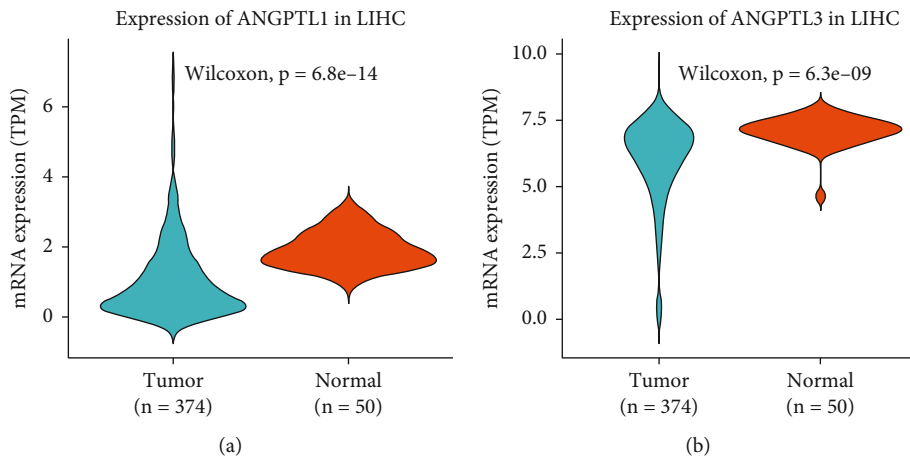 Expression of ANGPTL1 in LIHC
Wilcoxon, p = 6.8e–14
mRNA expression (TPM)
6
4
2
0
Tumor
(n = 374)
Normal
(n = 50)
(a)
Expression of ANGPTL3 in LIHC
Wilcoxon, p = 6.3e–09
mRNA expression (TPM)
10.0
7.5
5.0
2.5
0.0
Tumor
(n = 374)
Normal
(n = 50)
(b)